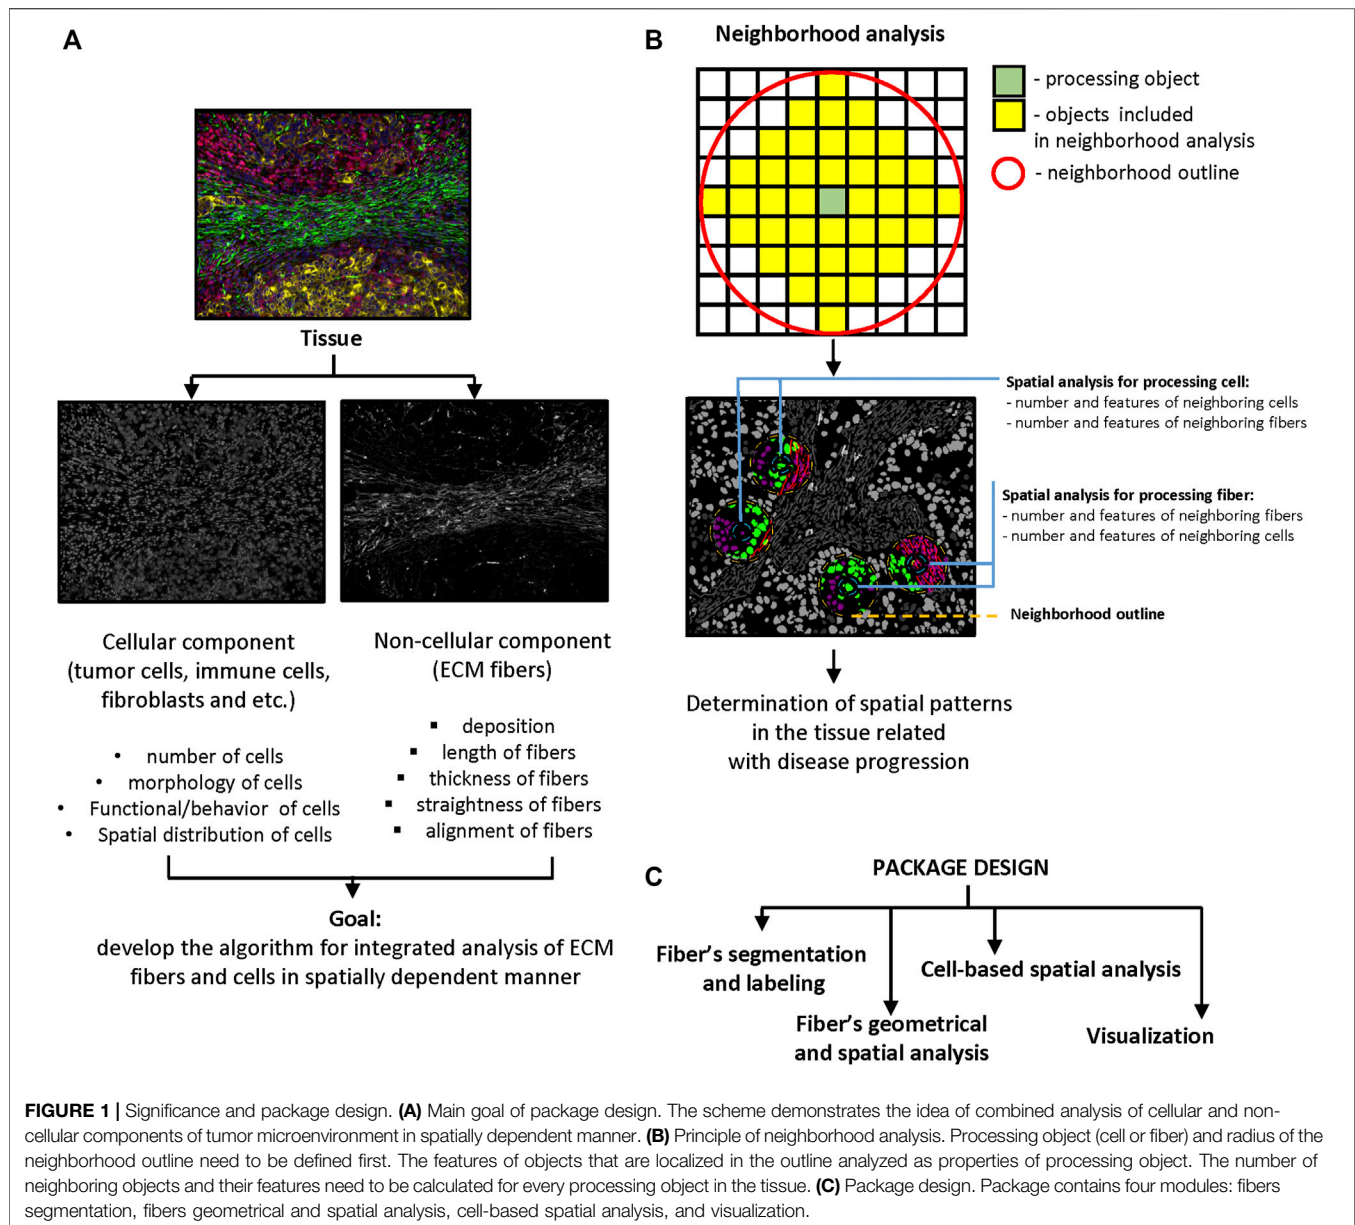 A
Tissue
Cellular component
(tumor cells, immune cells,
fibroblasts and etc.)
• number of cells
• morphology of cells
• Functional/behavior of cells
• Spatial distribution of cells
Non-cellular component
(ECM fibers)
▪ deposition
▪ length of fibers
▪ thickness of fibers
▪ straightness of fibers
▪ alignment of fibers
Goal:
develop the algorithm for integrated analysis of ECM
fibers and cells in spatially dependent manner
B
Neighborhood analysis
- processing object
- objects included
in neighborhood analysis
- neighborhood outline
Spatial analysis for processing cell:
- number and features of neighboring cells
- number and features of neighboring fibers
Spatial analysis for processing fiber:
- number and features of neighboring fibers
- number and features of neighboring cells
Neighborhood outline
Determination of spatial patterns
in the tissue related
with disease progression
C
PACKAGE DESIGN
Fiber’s segmentation
and labeling
Fiber’s geometrical
and spatial analysis
Cell-based spatial analysis
Visualization
FIGURE 1 | Significance and package design. (A) Main goal of package design. The scheme demonstrates the idea of combined analysis of cellular and non-
cellular components of tumor microenvironment in spatially dependent manner. (B) Principle of neighborhood analysis. Processing object (cell or fiber) and radius of the
neighborhood outline need to be defined first. The features of objects that are localized in the outline analyzed as properties of processing object. The number of
neighboring objects and their features need to be calculated for every processing object in the tissue. (C) Package design. Package contains four modules: fibers
segmentation, fibers geometrical and spatial analysis, cell-based spatial analysis, and visualization.